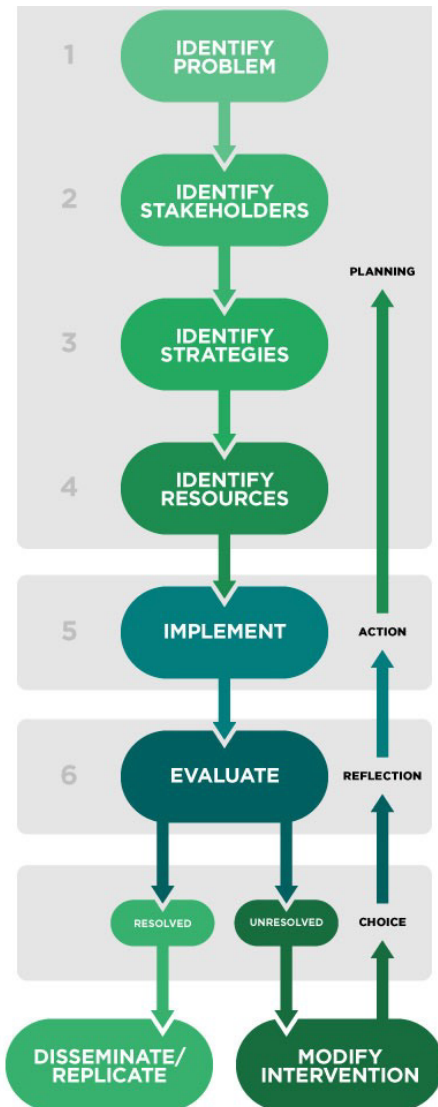 1
IDENTIFY
PROBLEM
2
IDENTIFY
STAKEHOLDERS
PLANNING
3
IDENTIFY
STRATEGIES
4
IDENTIFY
RESOURCES
5
IMPLEMENT
ACTION
6
EVALUATE
REFLECTION
RESOLVED
UNRESOLVED
CHOICE
DISSEMINATE/
REPLICATE
MODIFY
INTERVENTION